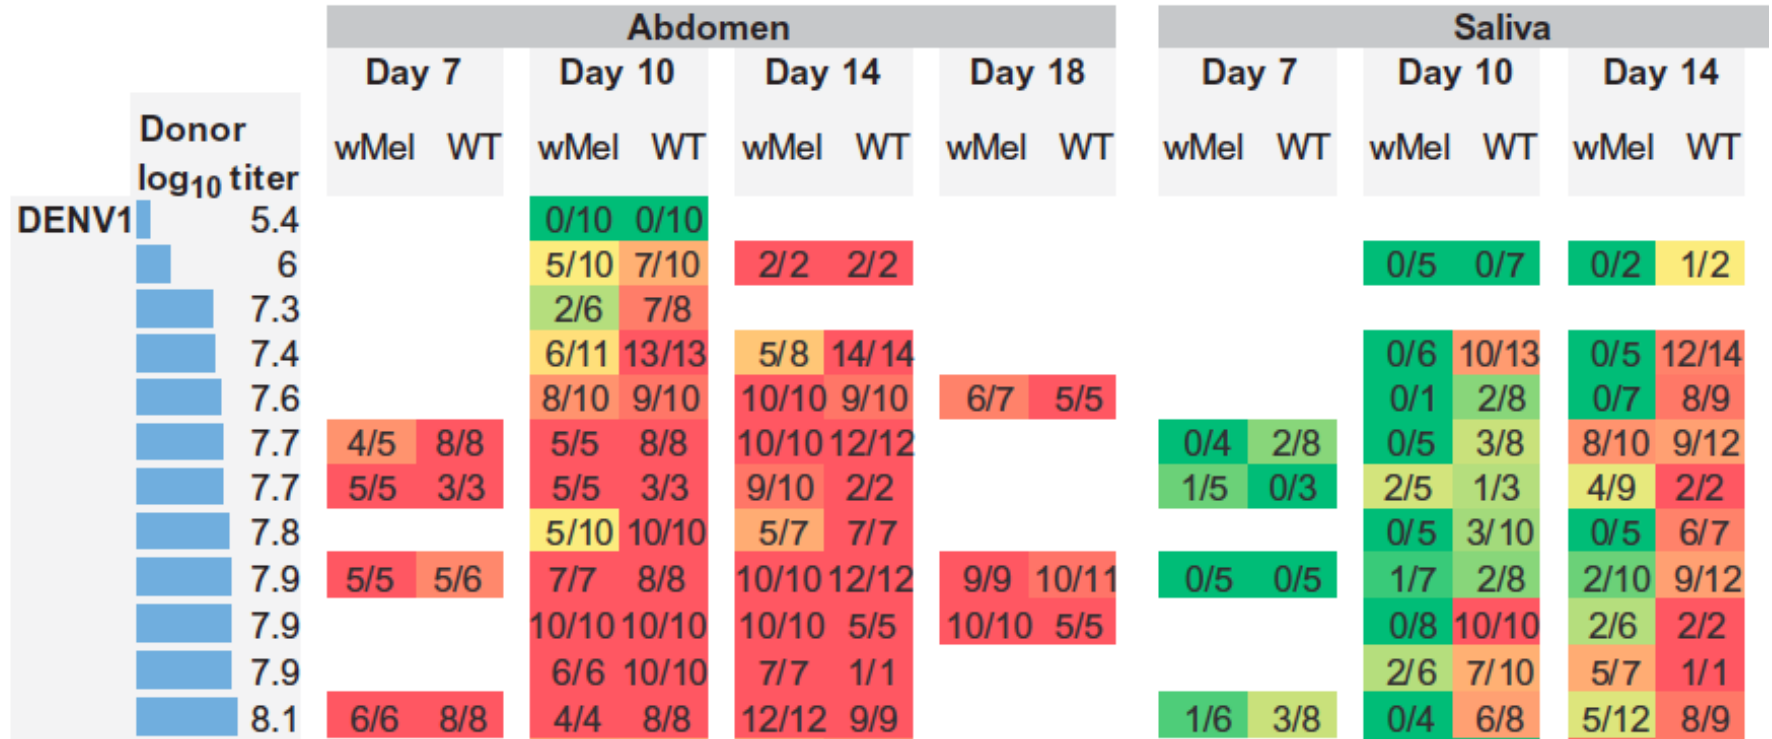 Abdomen Saliva
Day 7 Day 10 Day 14 Day 18 Day 7 Day 10 Day 14
Donor
log10 titer
wMel WT wMel WT wMel WT wMel WT wMel WT wMel WT wMel WT
DENV1 5.4 0/10 0/10
6 5/10 7/10 2/2 2/2 0/5 0/7 0/2 1/2
7.3 2/6 7/8
7.4 6/11 13/13 5/8 14/14 0/6 10/13 0/5 12/14
7.6 8/10 9/10 10/10 9/10 6/7 5/5 0/1 2/8 0/7 8/9
7.7 4/5 8/8 5/5 8/8 10/10 12/12 0/4 2/8 0/5 3/8 8/10 9/12
7.7 5/5 3/3 5/5 3/3 9/10 2/2 1/5 0/3 2/5 1/3 4/9 2/2
7.8 5/10 10/10 5/7 7/7 0/5 3/10 0/5 6/7
7.9 5/5 5/6 7/7 8/8 10/10 12/12 9/9 10/11 0/5 0/5 1/7 2/8 2/10 9/12
7.9 10/10 10/10 10/10 5/5 10/10 5/5 0/8 10/10 2/6 2/2
7.9 6/6 10/10 7/7 1/1 2/6 7/10 5/7 1/1
8.1 6/6 8/8 4/4 8/8 12/12 9/9 1/6 3/8 0/4 6/8 5/12 8/9